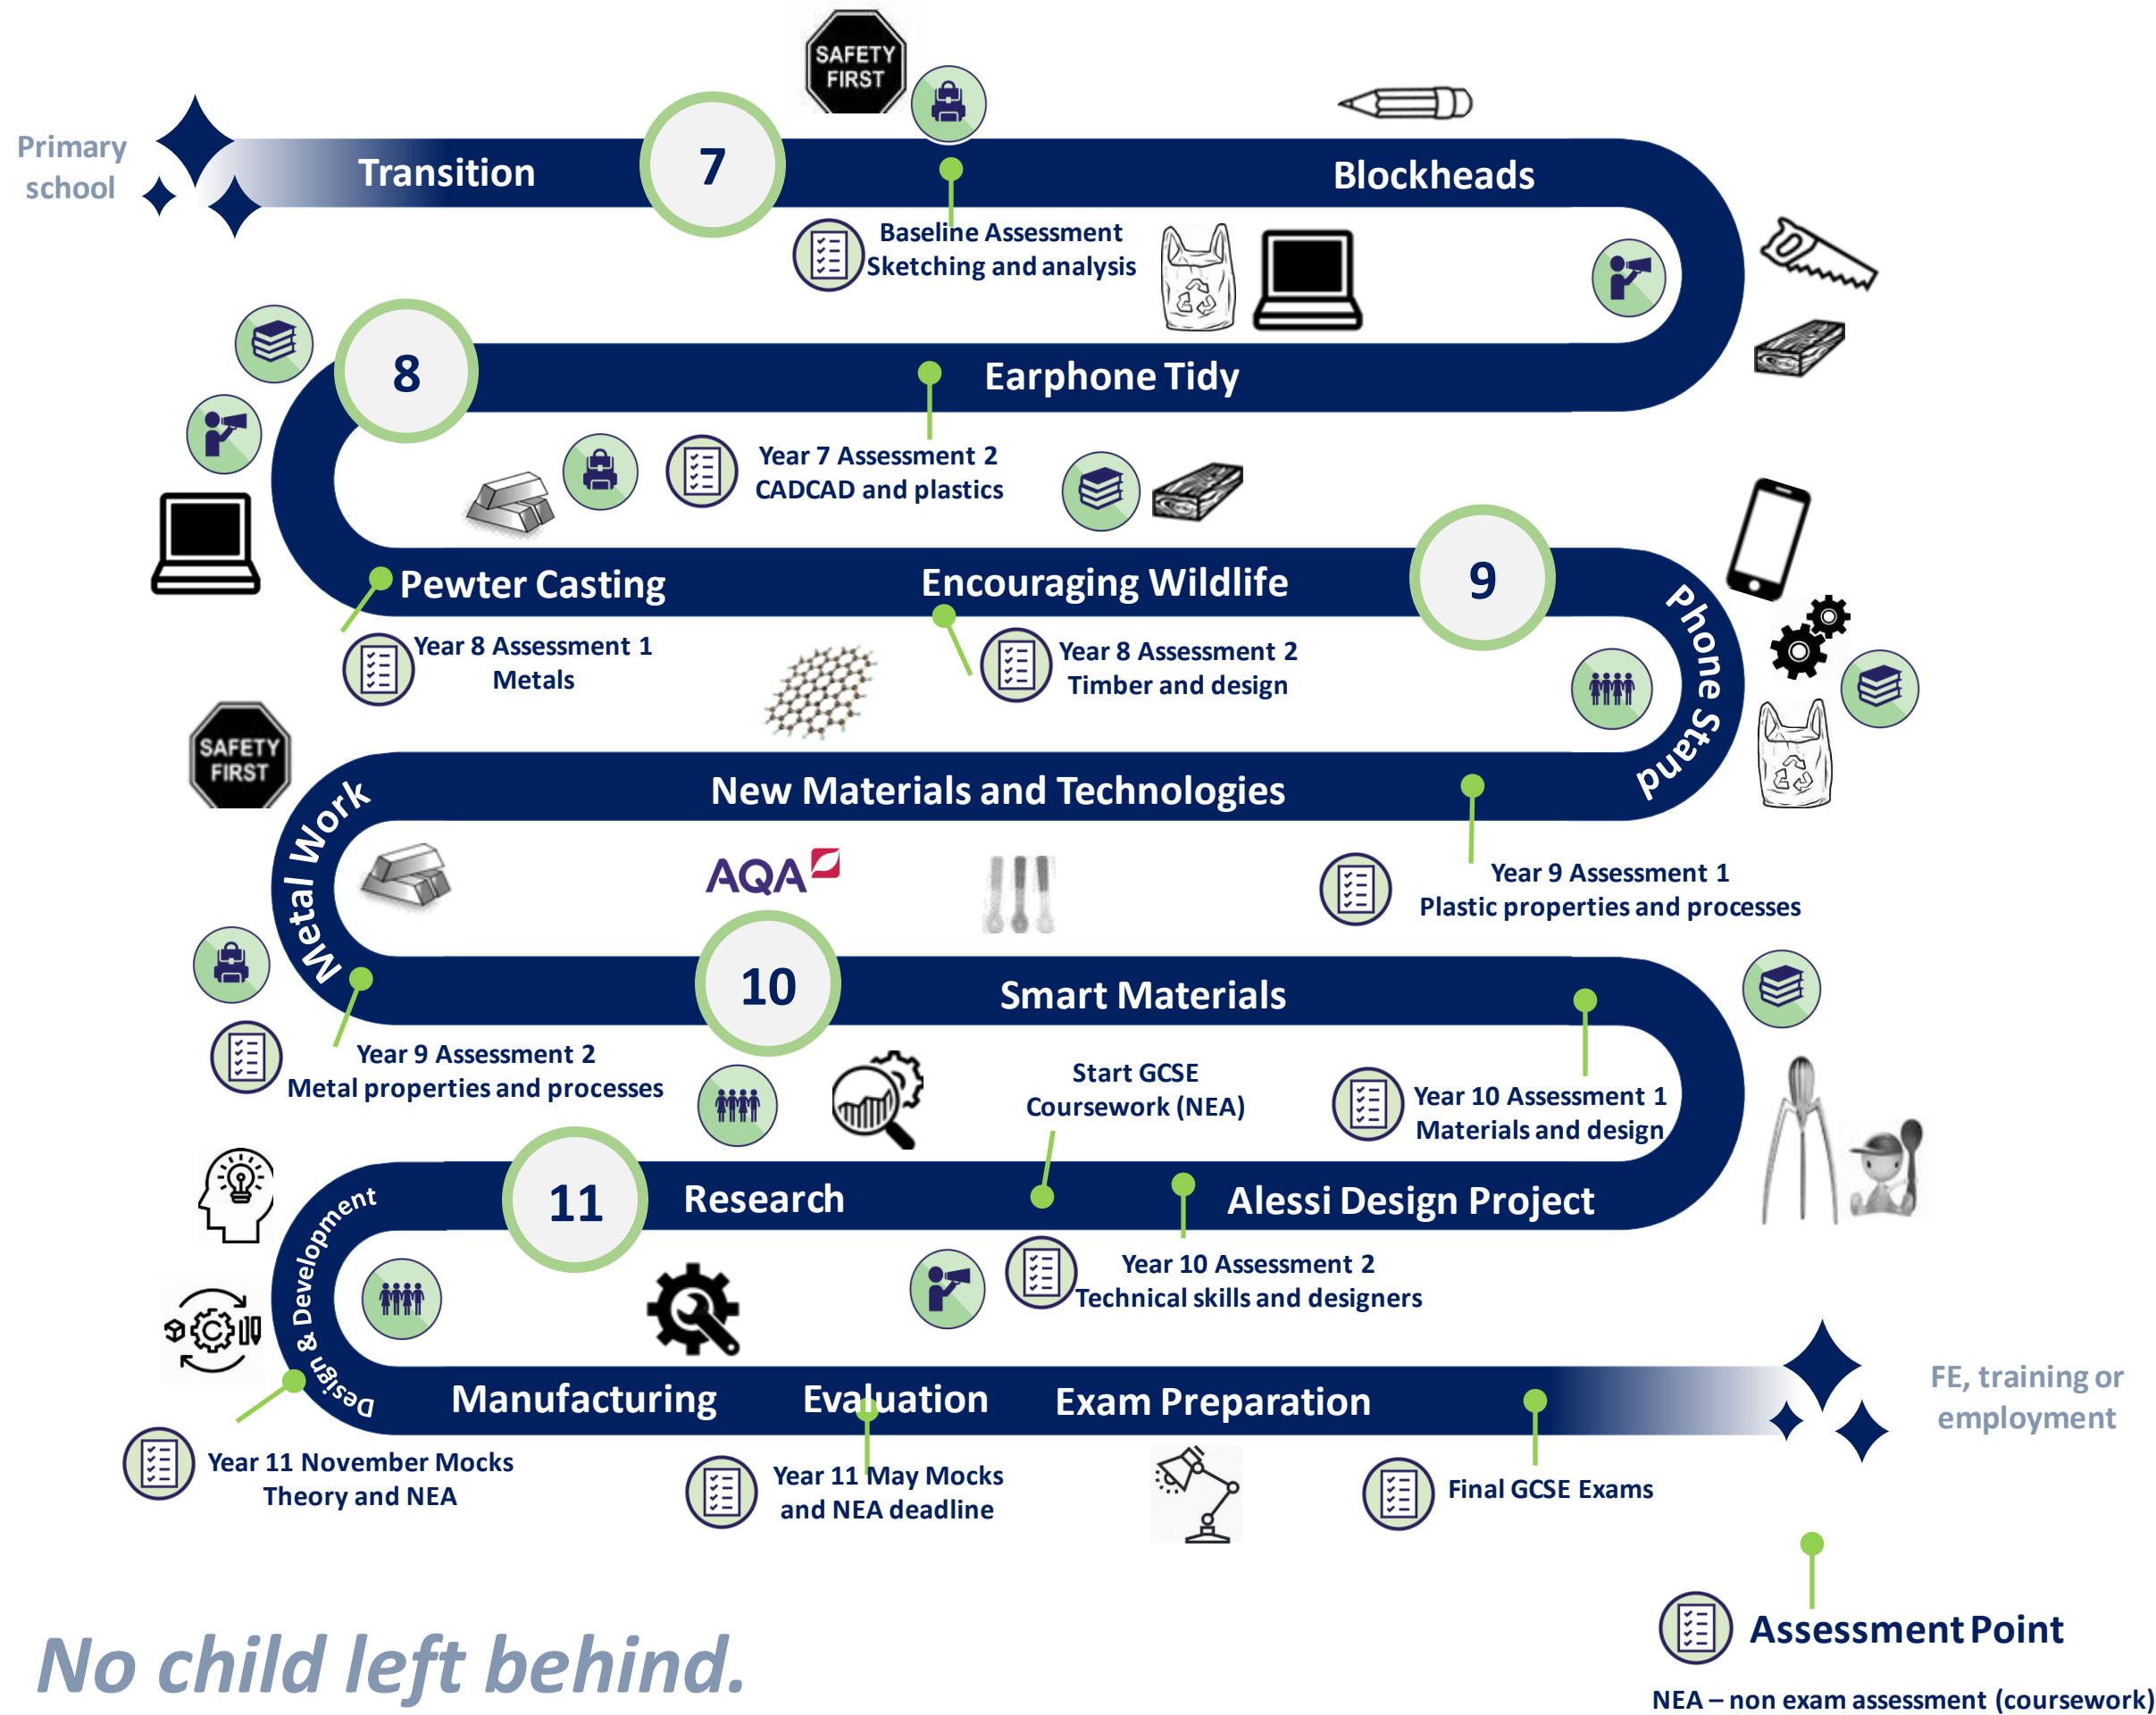 SAFETY
FIRST
Primary
school
Transition
7
Blockheads
Baseline Assessment
Sketching and analysis
8
Earphone Tidy
Year 7 Assessment 2
CADCAD and plastics
Pewter Casting
Encouraging Wildlife
9
Phone Stand
Year 8 Assessment 1
Metals
Year 8 Assessment 2
Timber and design
SAFETY
FIRST
New Materials and Technologies
Metal Work
AQA
Year 9 Assessment 1
Plastic properties and processes
10
Smart Materials
Year 9 Assessment 2
Metal properties and processes
Start GCSE
Coursework (NEA)
Year 10 Assessment 1
Materials and design
11
Research
Alessi Design Project
Design & Development
Year 10 Assessment 2
Technical skills and designers
Manufacturing
Evaluation
Exam Preparation
FE, training or
employment
Year 11 November Mocks
Theory and NEA
Year 11 May Mocks
and NEA deadline
Final GCSE Exams
Assessment Point
No child left behind.
NEA – non exam assessment (coursework)